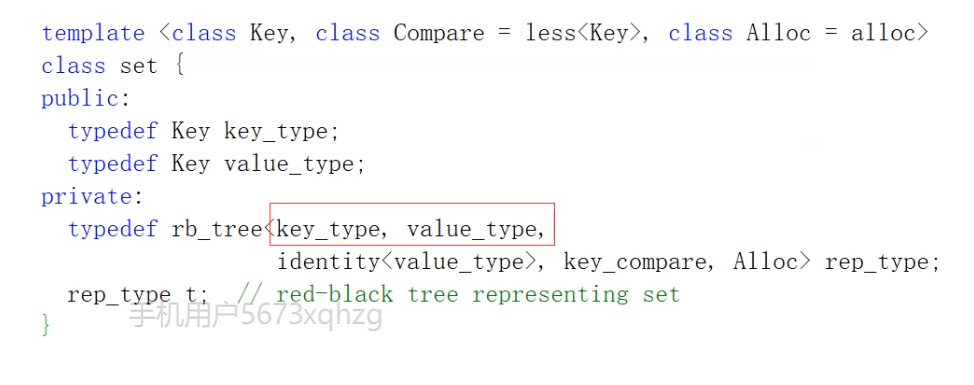 template <class Key, class Compare = less<Key>, class Alloc = alloc>
class set {
public:
  typedef Key key_type;
  typedef Key value_type;
private:
  typedef rb_tree<key_type, value_type,
                  identity<value_type>, key_compare, Alloc> rep_type;
  rep_type t;  // red-black tree representing set
手机用户5673xqhzg
}